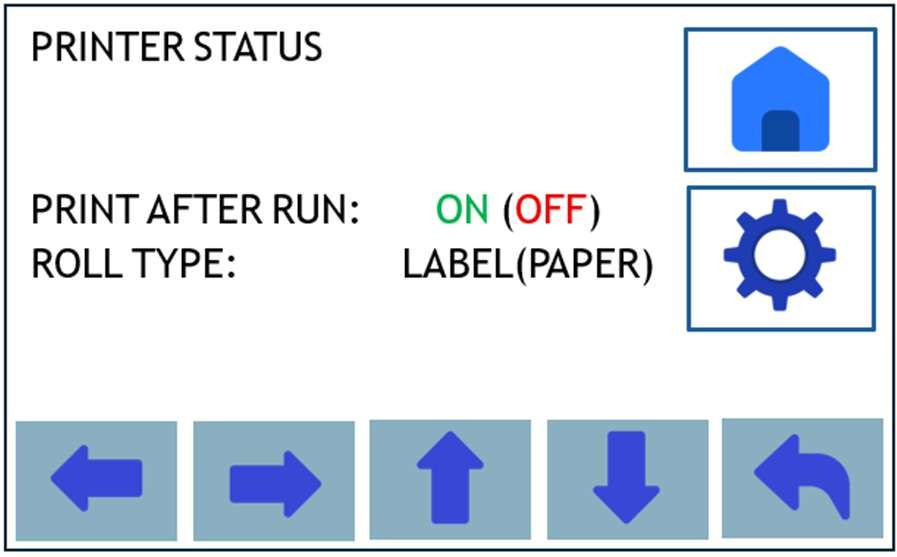 PRINTER STATUS
PRINT AFTER RUN: ON (OFF)
ROLL TYPE: LABEL(PAPER)